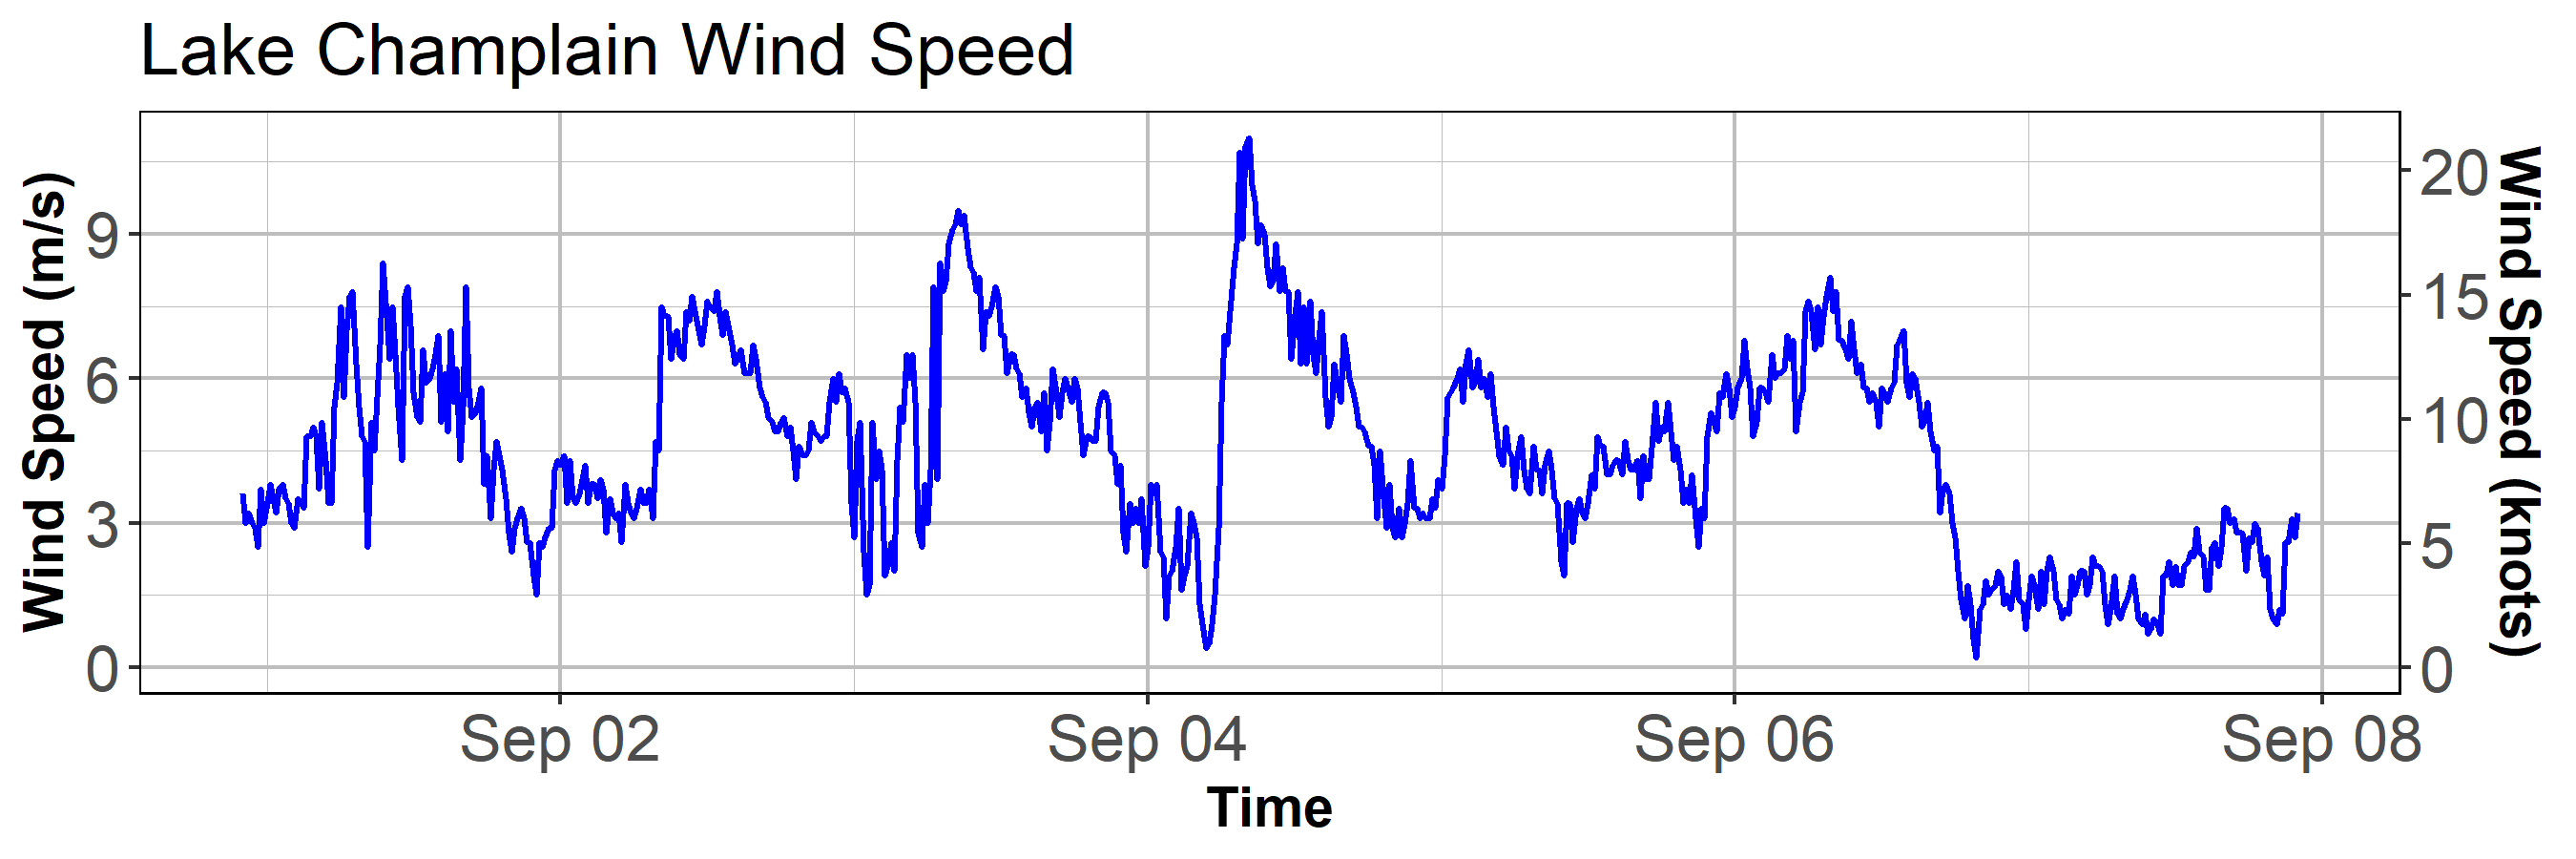 Lake Champlain Wind Speed
Wind Speed (m/s)
9
6
3
0
20
15
10
5
0
Wind Speed (knots)
Sep 02
Sep 04
Sep 06
Sep 08
Time